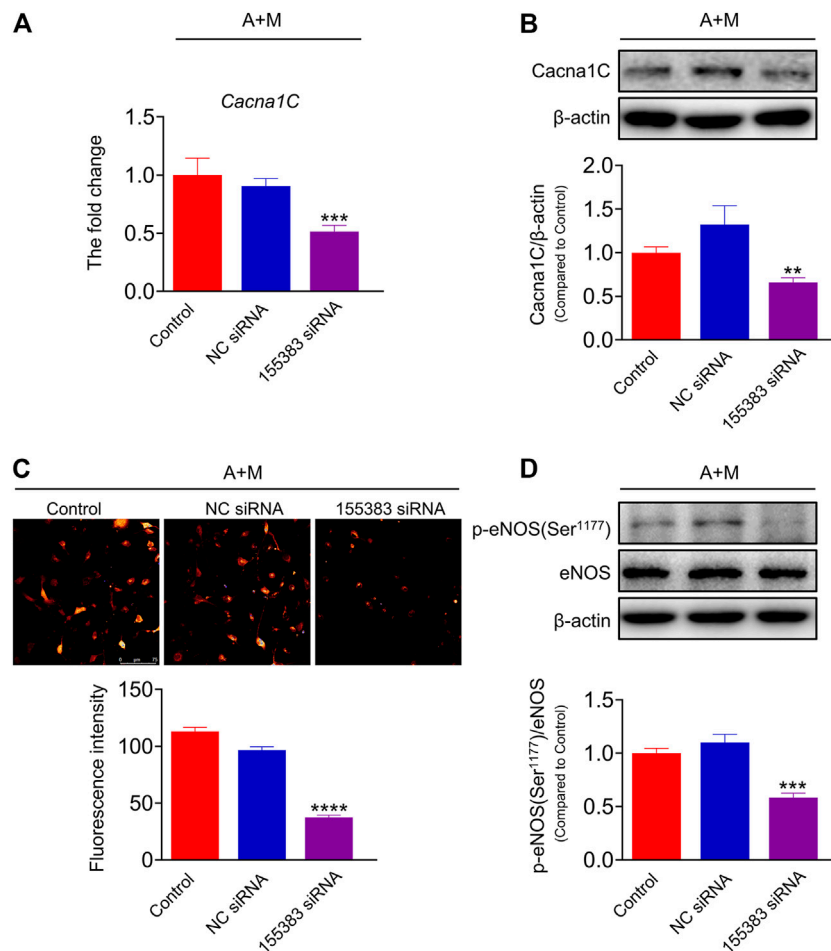 A
A+M
Cacna1C
The fold change
1.5
1.0
0.5
0.0
***
Control
NC siRNA
155383 siRNA
B
A+M
Cacna1C
β-actin
Cacna1C/β-actin
(Compared to Control)
2.0
1.5
1.0
0.5
0.0
**
Control
NC siRNA
155383 siRNA
C
A+M
Control NC siRNA 155383 siRNA
Fluorescence intensity
150
100
50
0
****
Control
NC siRNA
155383 siRNA
D
A+M
p-eNOS(Ser¹¹⁷⁷)
eNOS
β-actin
p-eNOS(Ser¹¹⁷⁷)/eNOS
(Compared to Control)
1.5
1.0
0.5
0.0
***
Control
NC siRNA
155383 siRNA